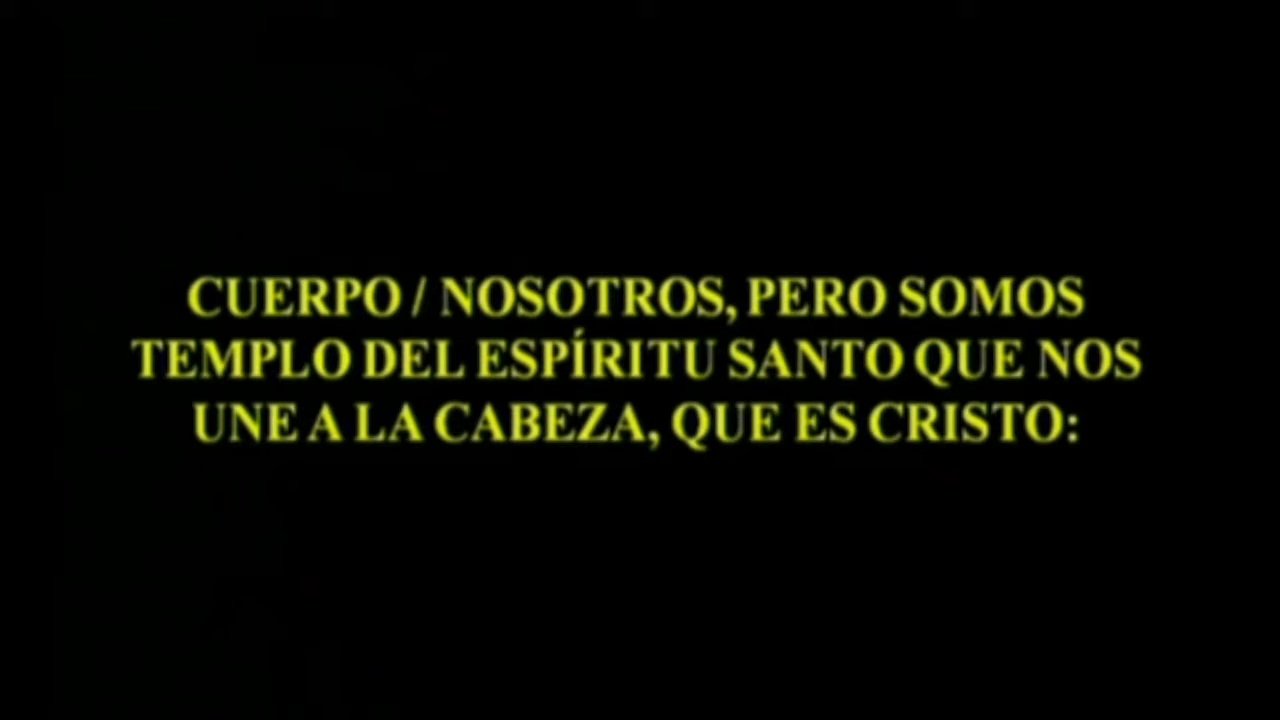 CUERPO / NOSOTROS, PERO SOMOS
TEMPLO DEL ESPÍRITU SANTO QUE NOS
UNE A LA CABEZA, QUE ES CRISTO: